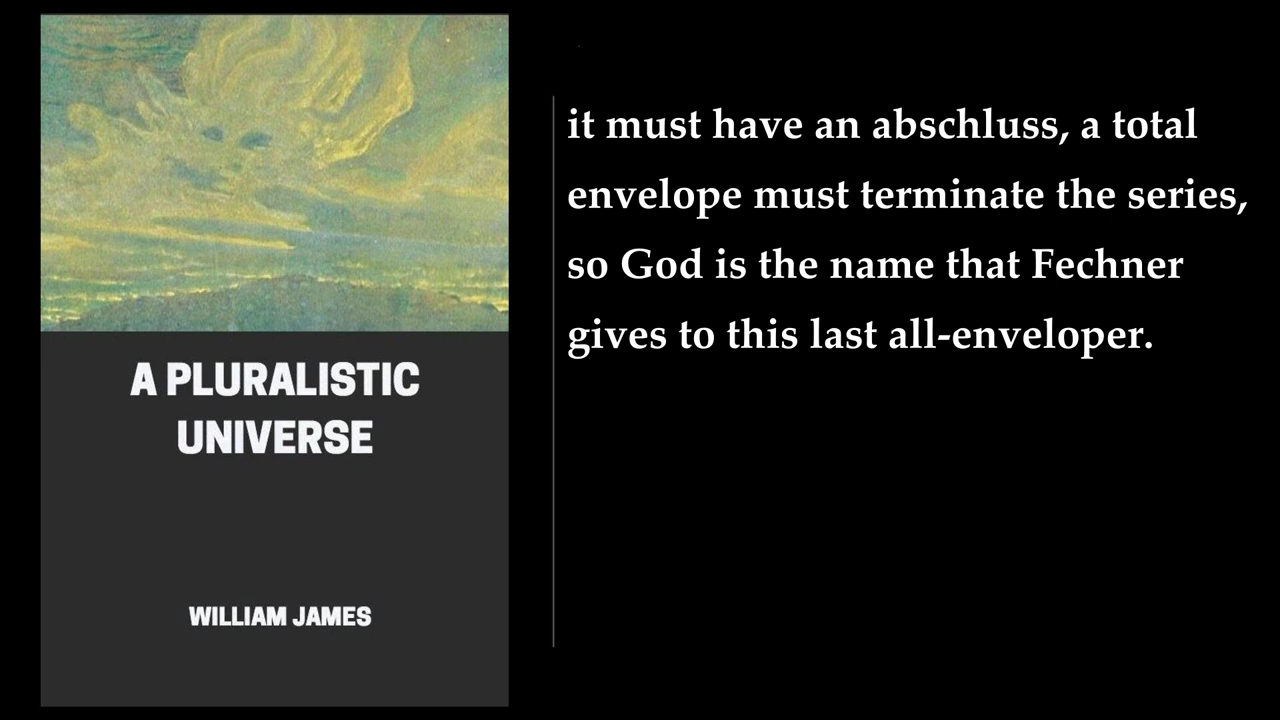 A PLURALISTIC
UNIVERSE
WILLIAM JAMES
it must have an abschluss, a total
envelope must terminate the series,
so God is the name that Fechner
gives to this last all-enveloper.